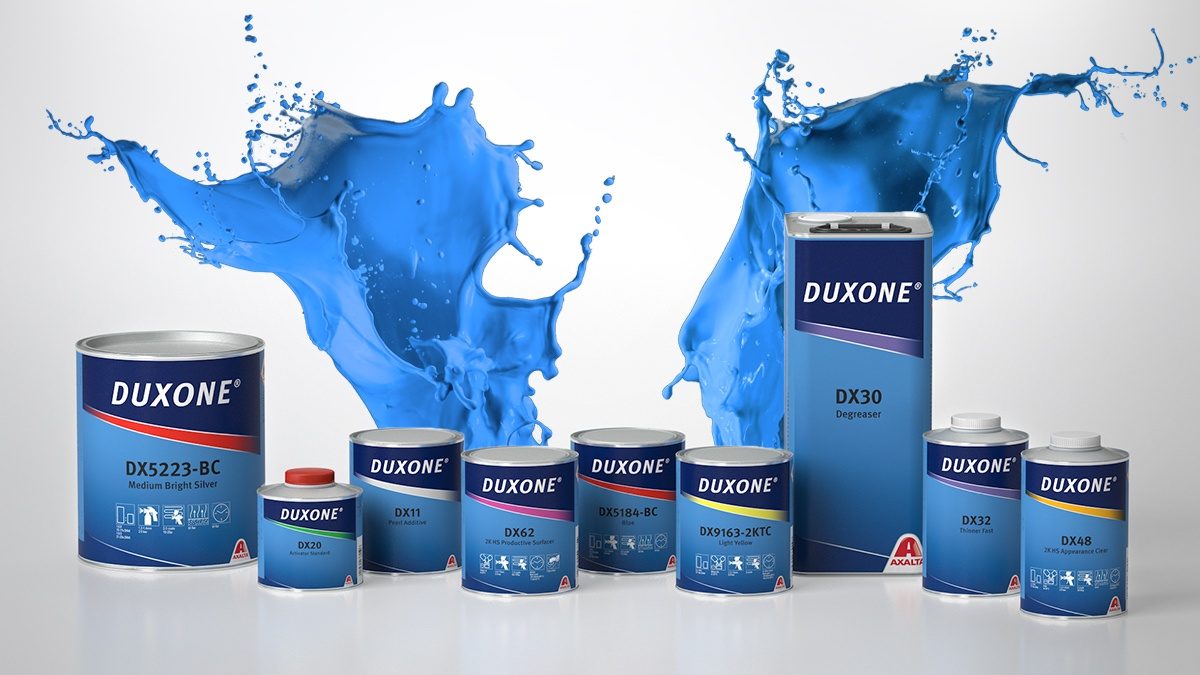 DUXONE®
DX5223-BC
Medium Bright Silver
DUXONE®
DX20
Activator Standard
DUXONE®
DX11
Pearl Additive
DUXONE®
DX62
2K HS Productive Surfacer
DUXONE®
DX5184-BC
Blue
DUXONE®
DX9163-2KTC
Light Yellow
DUXONE®
DX30
Degreaser
AXALTA
DUXONE®
DX32
Thinner Fast
DUXONE®
DX48
2K HS Appearance Clear
AXALTA